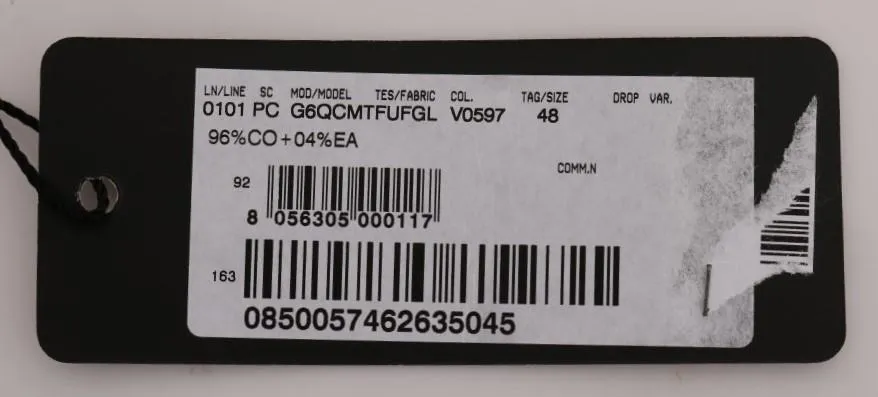 LN/LINE SC MOD/MODEL TES/FABRIC COL. TAG/SIZE DROP VAR.
0101 PC G6QCMTFUFGL V0597 48
96%CO+04%EA
COMM.N
92
8 056305 000117
163
0850057462635045